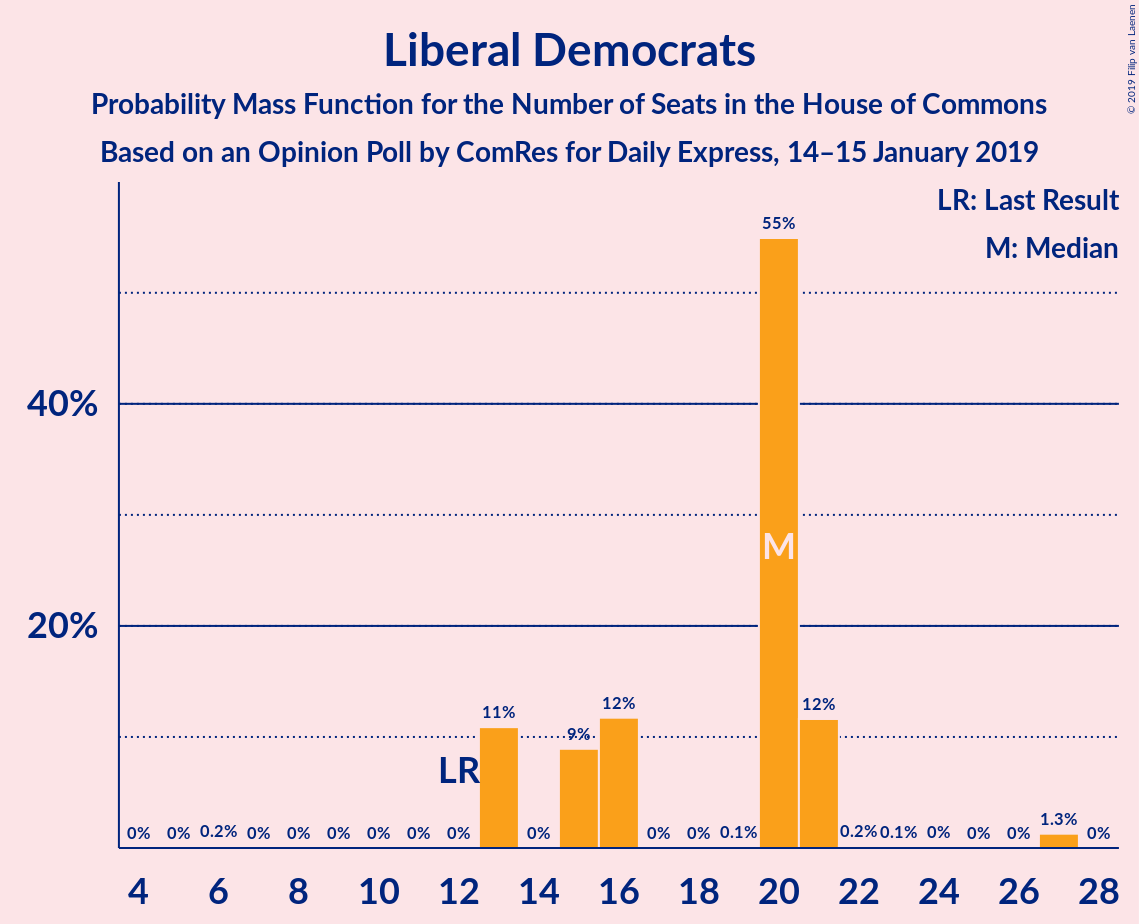 Liberal Democrats
Probability Mass Function for the Number of Seats in the House of Commons
Based on an Opinion Poll by ComRes for Daily Express, 14–15 January 2019
© 2019 Filip van Laenen
LR: Last Result
M: Median
55%
40%
M
20%
12% 12%
11%
9%
LR
0% 0% 0.2% 0% 0% 0% 0% 0% 0% 0% 0% 0% 0.1% 0.2% 0.1% 0% 0% 0% 1.3% 0%
4 6 8 10 12 14 16 18 20 22 24 26 28